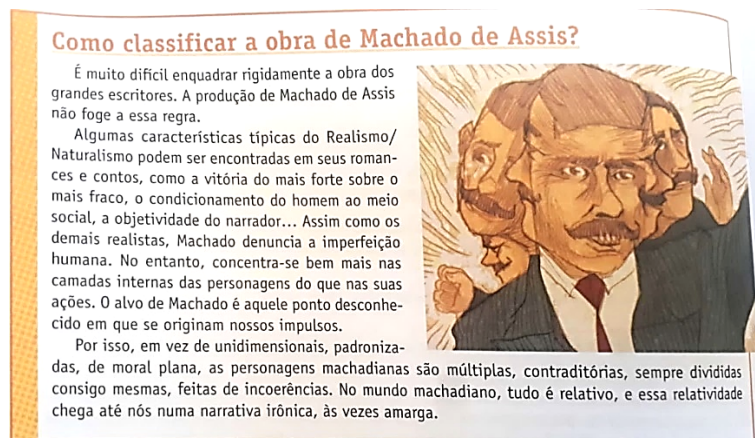 Como classificar a obra de Machado de Assis?
É muito difícil enquadrar rigidamente a obra dos
grandes escritores. A produção de Machado de Assis
não foge a essa regra.
Algumas características típicas do Realismo/
Naturalismo podem ser encontradas em seus roman-
ces e contos, como a vitória do mais forte sobre o
mais fraco, o condicionamento do homem ao meio
social, a objetividade do narrador... Assim como os
demais realistas, Machado denuncia a imperfeição
humana. No entanto, concentra-se bem mais nas
camadas internas das personagens do que nas suas
ações. O alvo de Machado é aquele ponto desconhe-
cido em que se originam nossos impulsos.
Por isso, em vez de unidimensionais, padroniza-
das, de moral plana, as personagens machadianas são múltiplas, contraditórias, sempre divididas
consigo mesmas, feitas de incoerências. No mundo machadiano, tudo é relativo, e essa relatividade
chega até nós numa narrativa irônica, às vezes amarga.